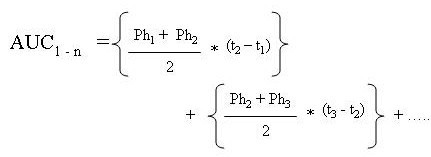 AUC₁ - n = { (Ph₁ + Ph₂) / 2 * (t₂ – t₁) }
+ { (Ph₂ + Ph₃) / 2 * (t₃ - t₂) } + .....